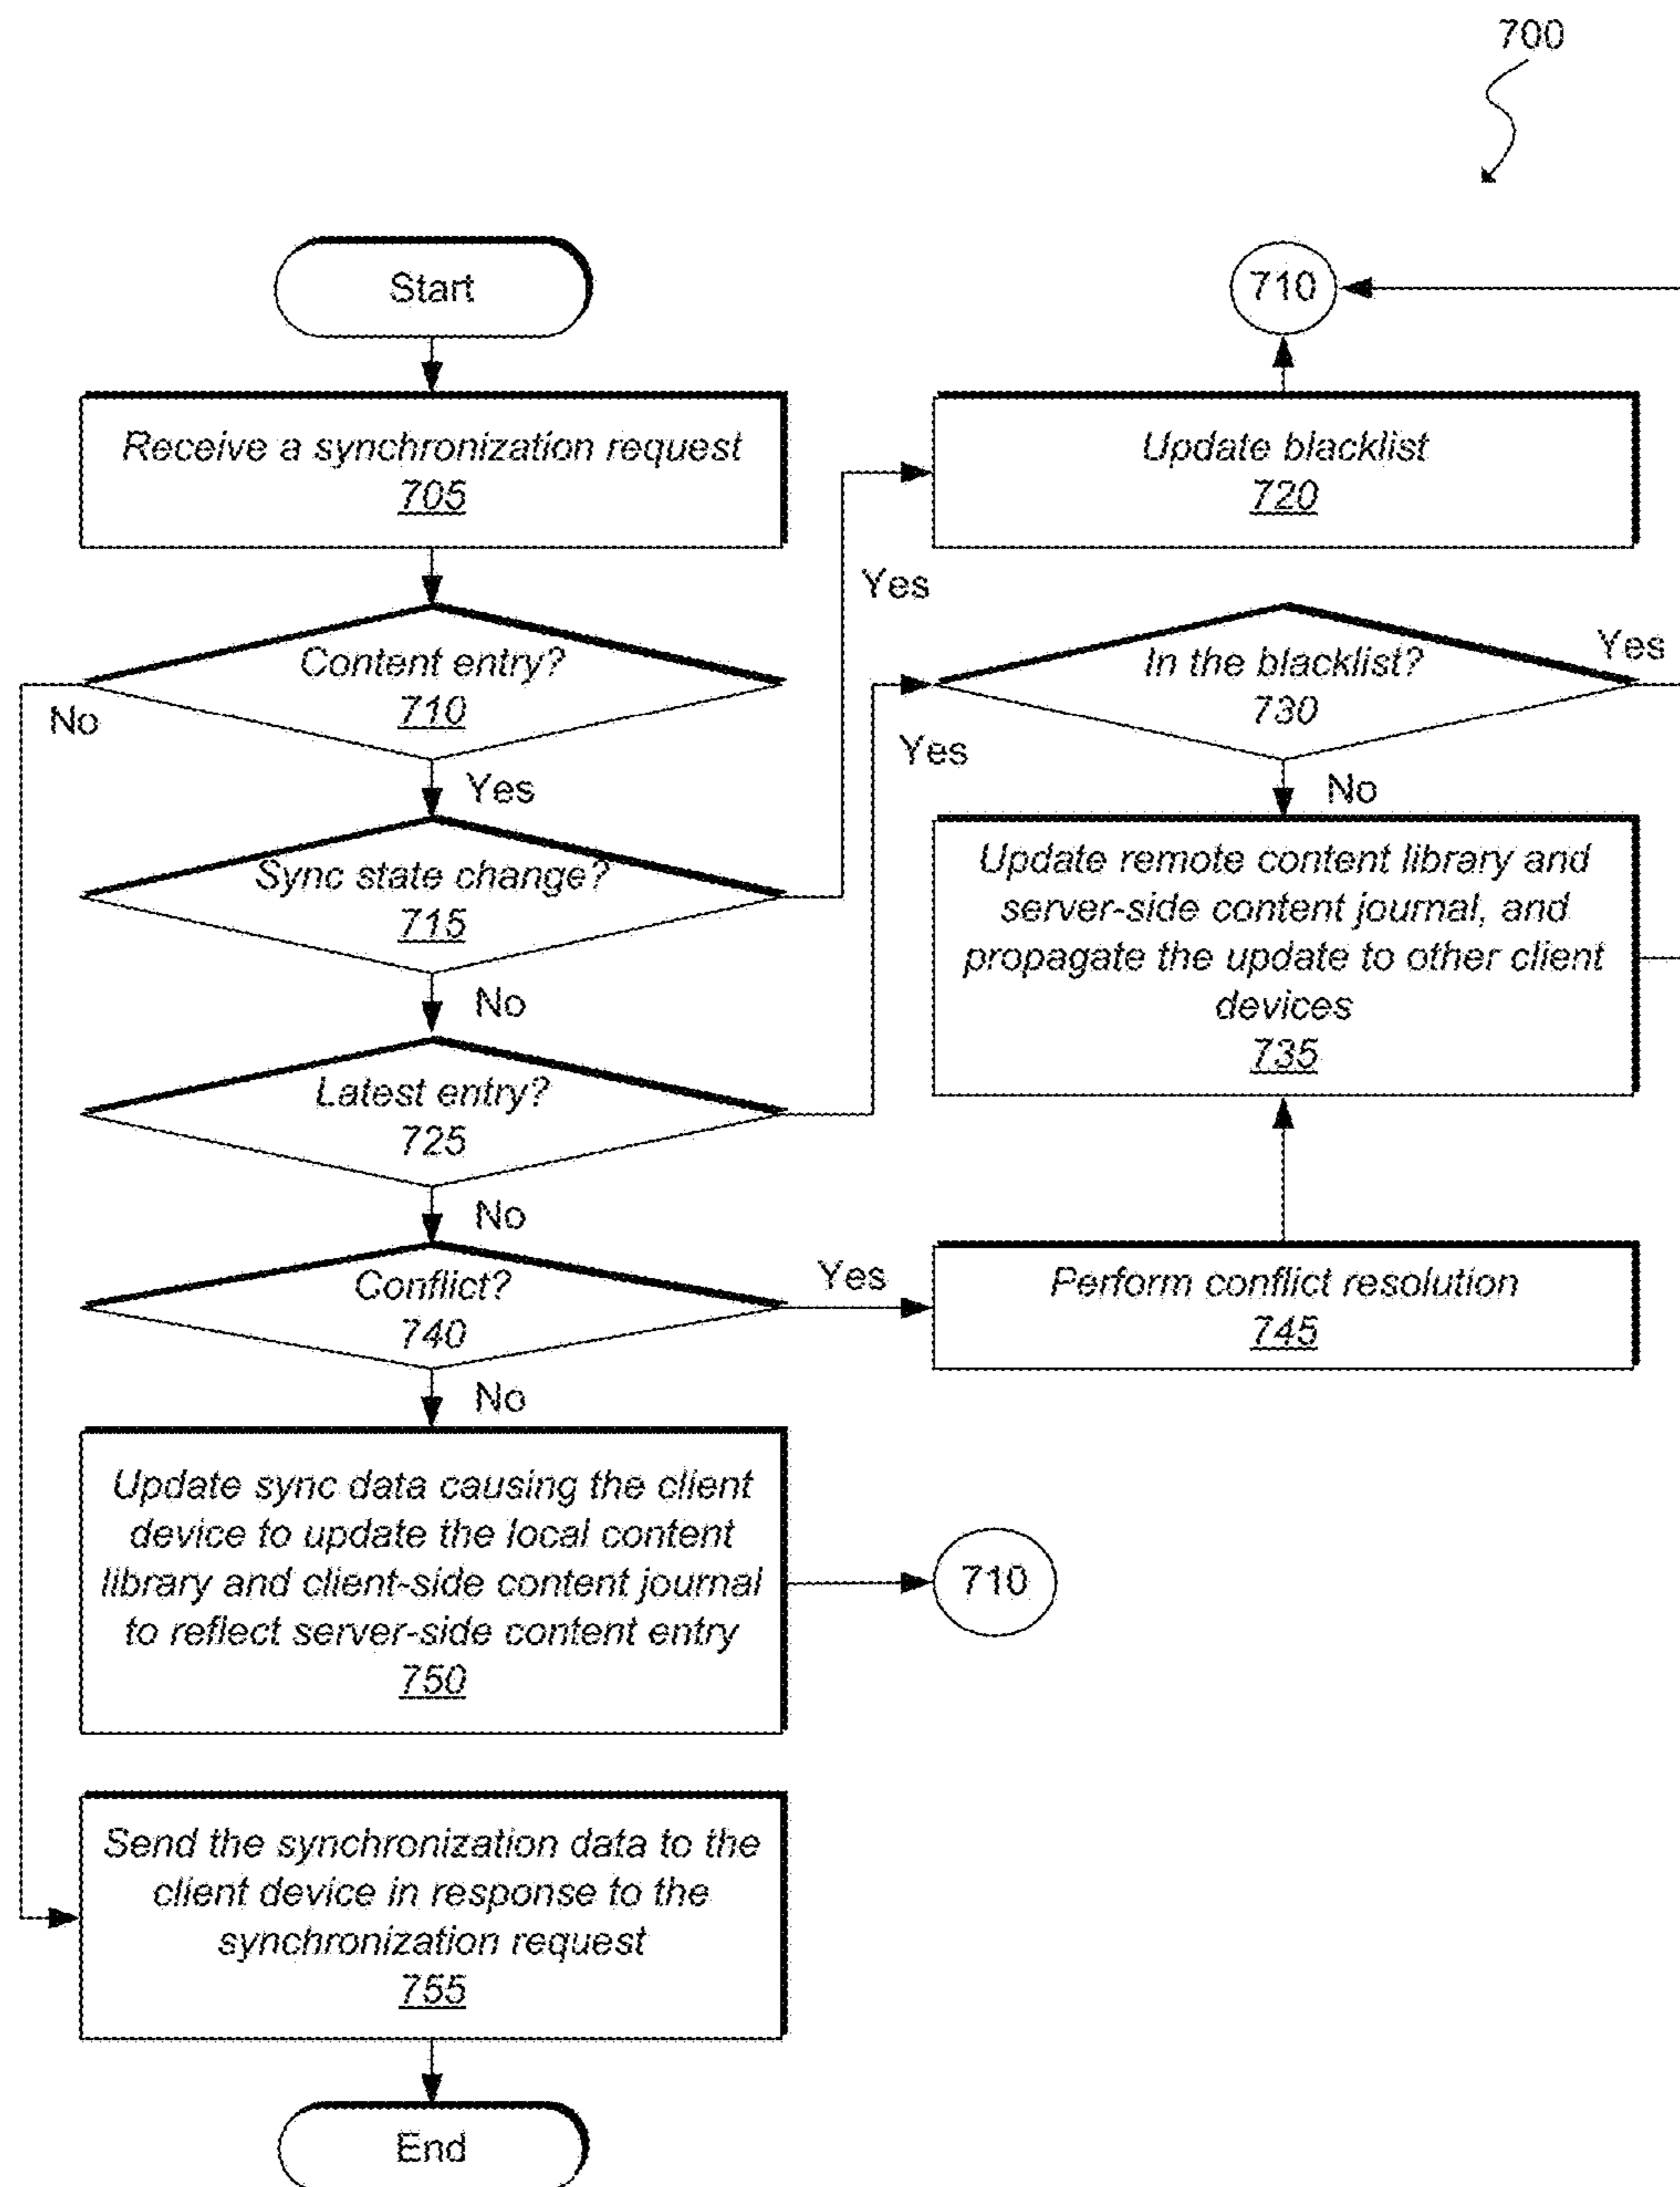 700
Start
710
Receive a synchronization request
705
Update blacklist
720
Yes
Content entry?
710
No
In the blacklist?
730
Yes
Yes
Yes
Sync state change?
715
No
No
Update remote content library and
server-side content journal, and
propagate the update to other client
devices
735
Latest entry?
725
No
Conflict?
740
Yes
Perform conflict resolution
745
No
Update sync data causing the client
device to update the local content
library and client-side content journal
to reflect server-side content entry
750
710
Send the synchronization data to the
client device in response to the
synchronization request
755
End